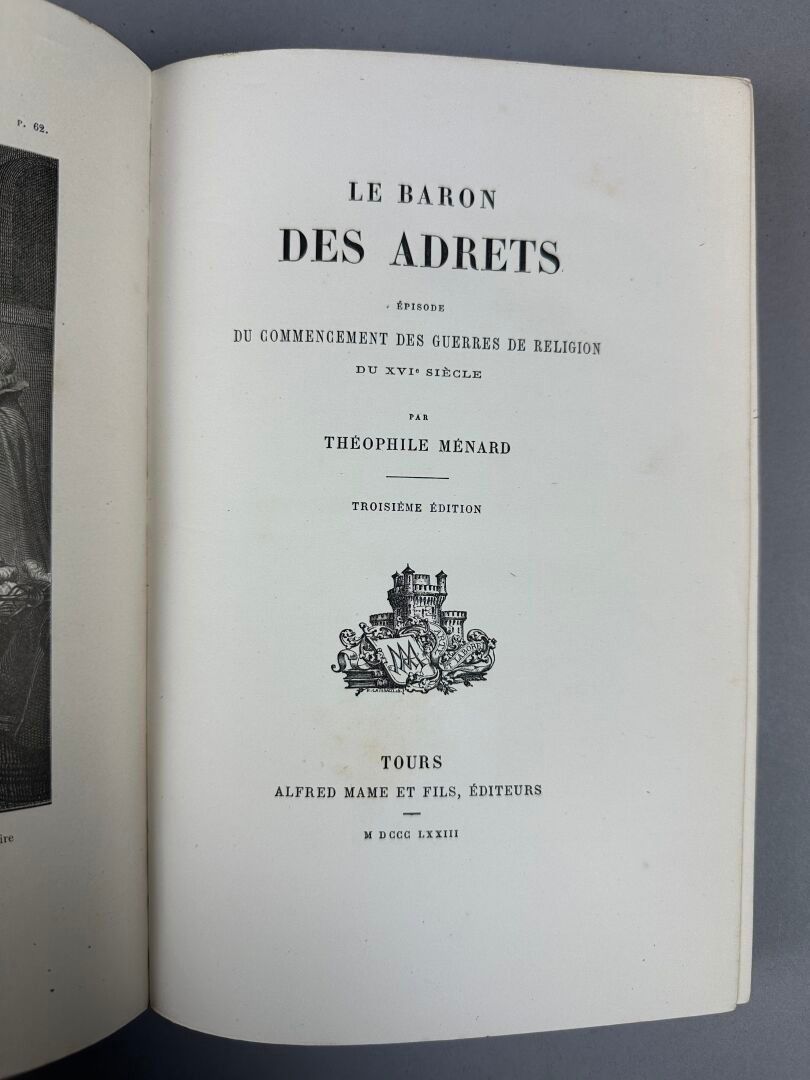 P. 62.
ire
LE BARON
DES ADRETS
ÉPISODE
DU COMMENCEMENT DES GUERRES DE RELIGION
DU XVIe SIÈCLE
PAR
THÉOPHILE MÉNARD
TROISIÈME ÉDITION
TOURS
ALFRED MAME ET FILS, ÉDITEURS
M DCCC LXXIII